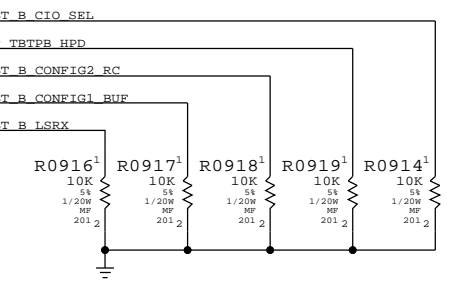 T_B_CIO_SEL
TBTPB_HPD
T_B_CONFIG2_RC
T_B_CONFIG1_BUF
T_B_LSRX
R0916 1 R0917 1 R0918 1 R0919 1 R0914 1
10K 10K 10K 10K 10K
5% 5% 5% 5% 5%
1/20W 1/20W 1/20W 1/20W 1/20W
MF MF MF MF MF
201 2 201 2 201 2 201 2 201 2